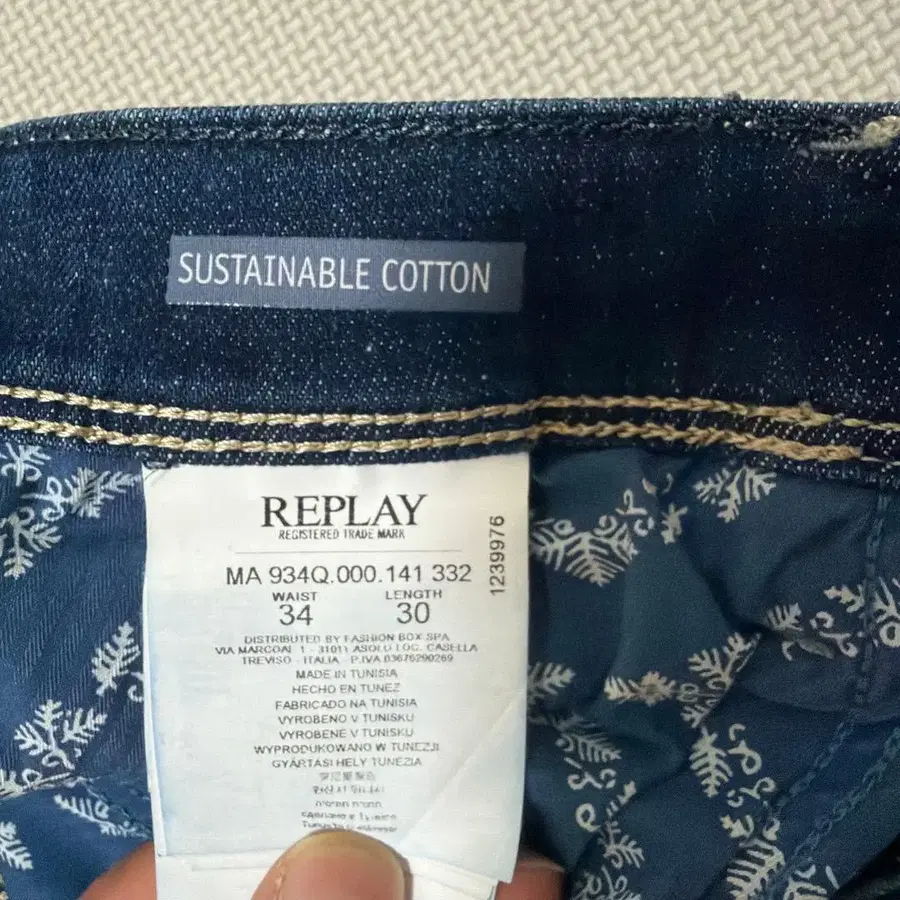 SUSTAINABLE COTTON
REPLAY
REGISTERED TRADE MARK
MA 934Q.000.141 332
1239976
WAIST LENGTH
34 30
DISTRIBUTED BY FASHION BOX SPA
VIA MARCONI 1 - 31011 ASOLO LOC. CASELLA
TREVISO - ITALIA - P.IVA 03676290269
MADE IN TUNISIA
HECHO EN TUNEZ
FABRICADO NA TUNISIA
VYROBENO V TUNISKU
VYROBENE V TUNISKU
WYPRODUKOWANO W TUNEZJI
GYÁRTÁSI HELY TUNEZIA